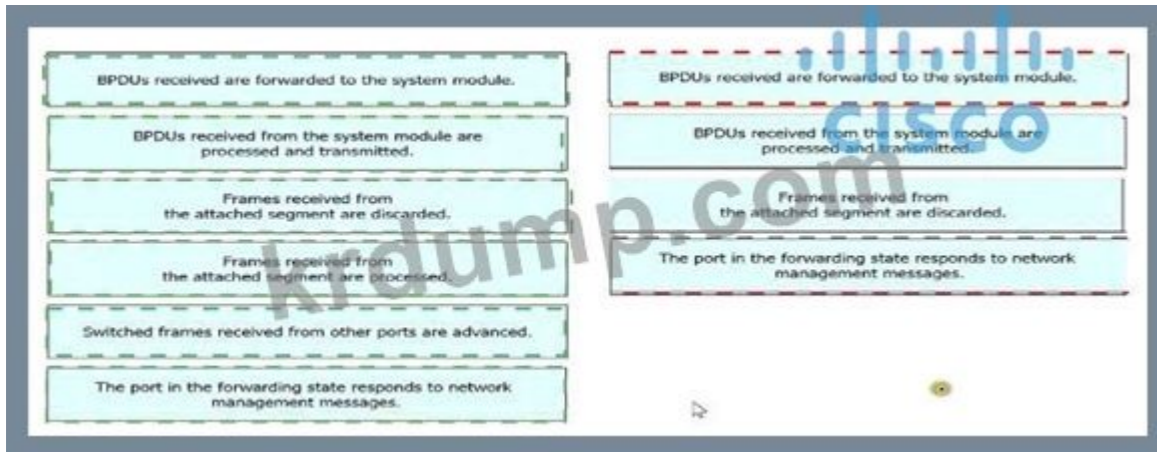 BPDUs received are forwarded to the system module.
BPDUs received from the system module are
processed and transmitted.
Frames received from
the attached segment are discarded.
Frames received from
the attached segment are processed.
Switched frames received from other ports are advanced.
The port in the forwarding state responds to network
management messages.
BPDUs received are forwarded to the system module.
BPDUs received from the system module are
processed and transmitted.
Frames received from
the attached segment are discarded.
The port in the forwarding state responds to network
management messages.
CISCO
krdump.com